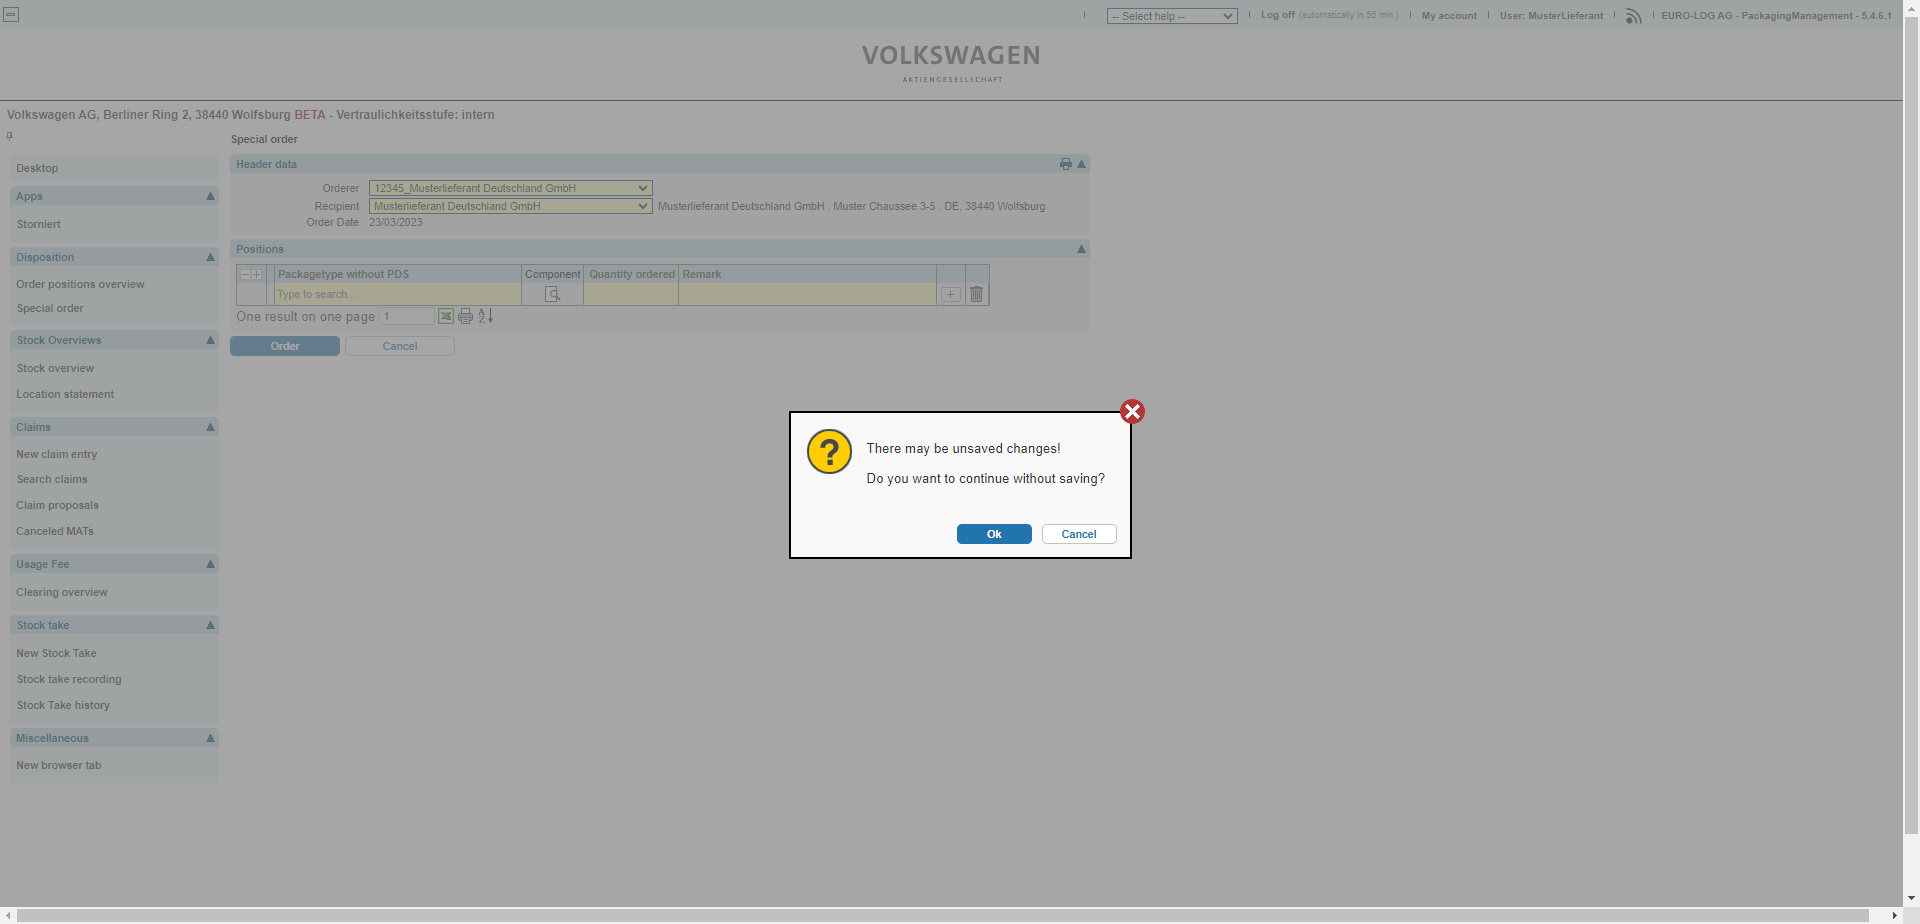 -- Select help -- Log off (automatically in 56 min.) My account User: MusterLieferant EURO-LOG AG - PackagingManagement - 5.4.6.1
VOLKSWAGEN
AKTIENGESELLSCHAFT
Volkswagen AG, Berliner Ring 2, 38440 Wolfsburg BETA - Vertraulichkeitsstufe: intern
Special order
Desktop
Apps
Storniert
Disposition
Order positions overview
Special order
Stock Overviews
Stock overview
Location statement
Claims
New claim entry
Search claims
Claim proposals
Canceled MATs
Usage Fee
Clearing overview
Stock take
New Stock Take
Stock take recording
Stock Take history
Miscellaneous
New browser tab
Header data
Orderer 12345_Musterlieferant Deutschland GmbH
Recipient Musterlieferant Deutschland GmbH Musterlieferant Deutschland GmbH , Muster Chaussee 3-5 , DE, 38440 Wolfsburg
Order Date 23/03/2023
Positions
Packagetype without PDS Component Quantity ordered Remark
Type to search...
One result on one page 1
Order Cancel
There may be unsaved changes!
Do you want to continue without saving?
Ok Cancel